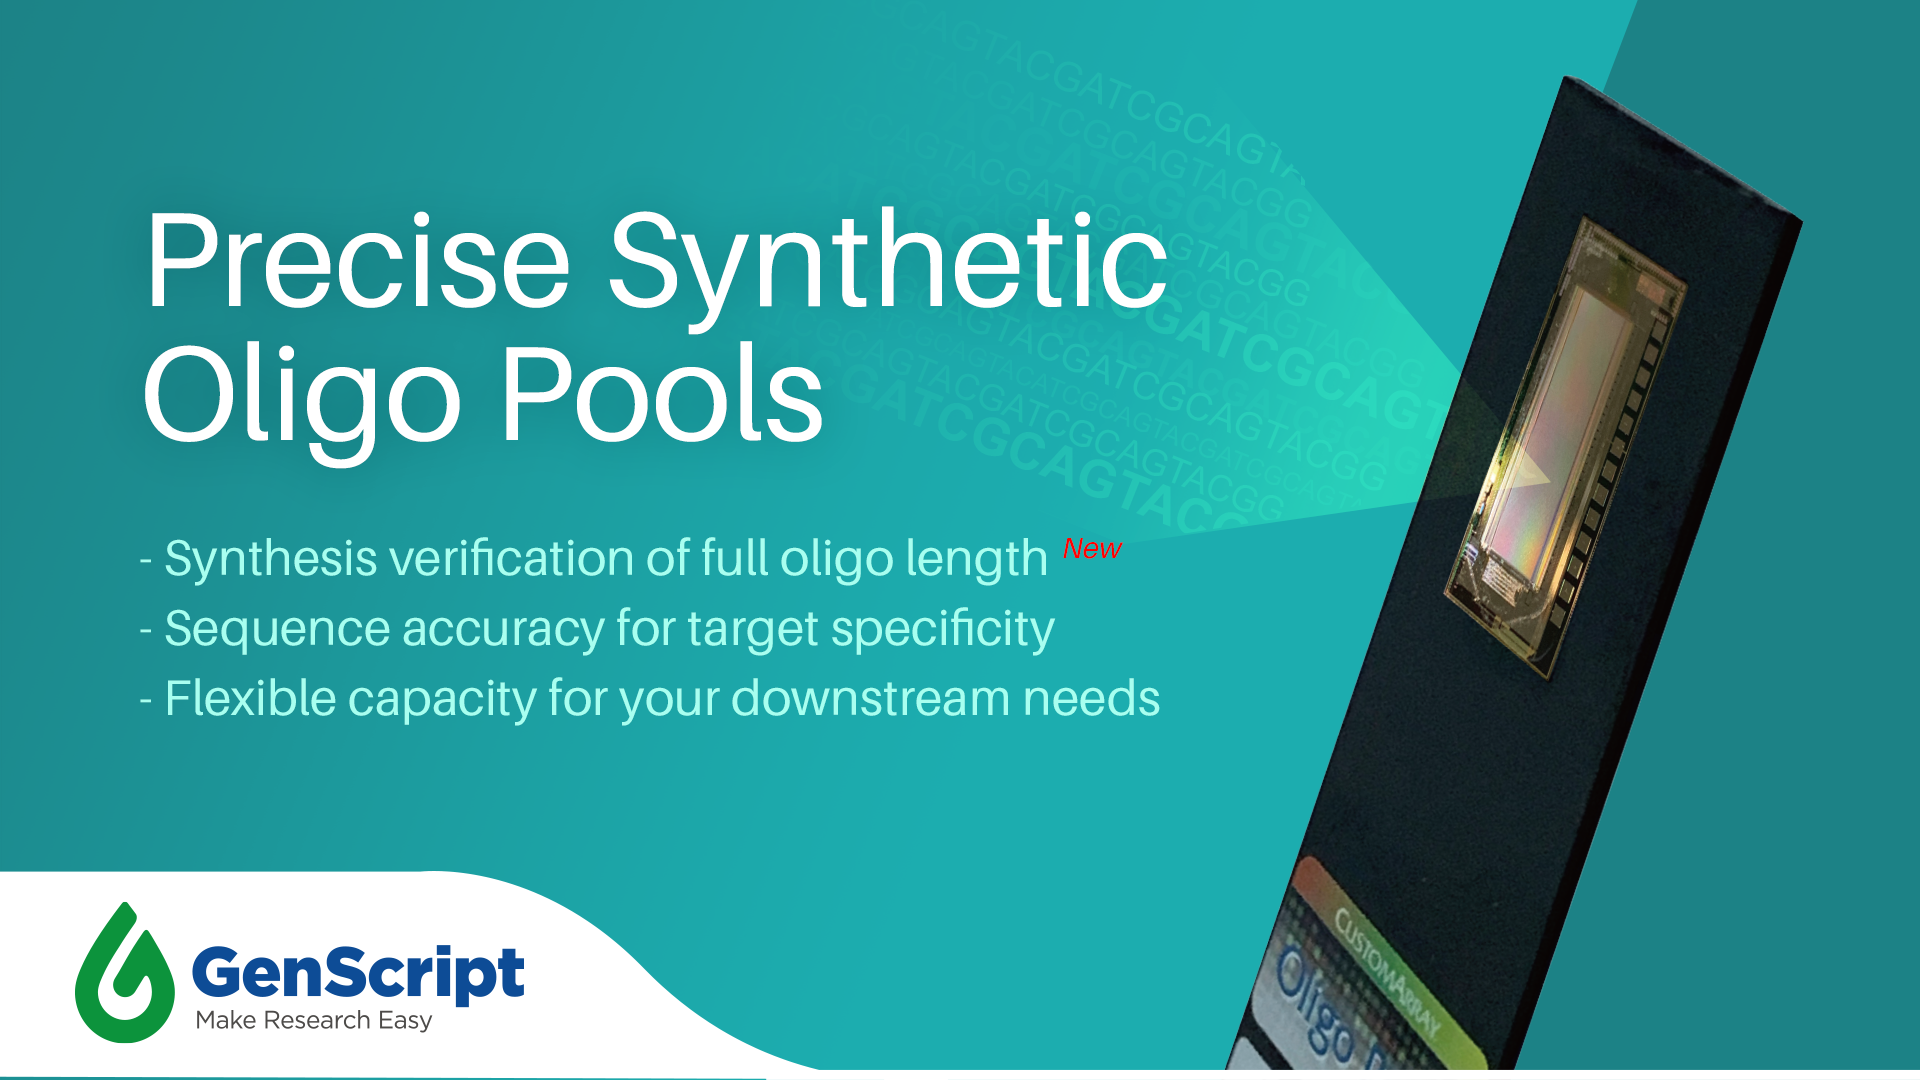 Precise Synthetic
Oligo Pools
- Synthesis verification of full oligo length New
- Sequence accuracy for target specificity
- Flexible capacity for your downstream needs
GenScript
Make Research Easy
CUSTOMARRAY
Oligo